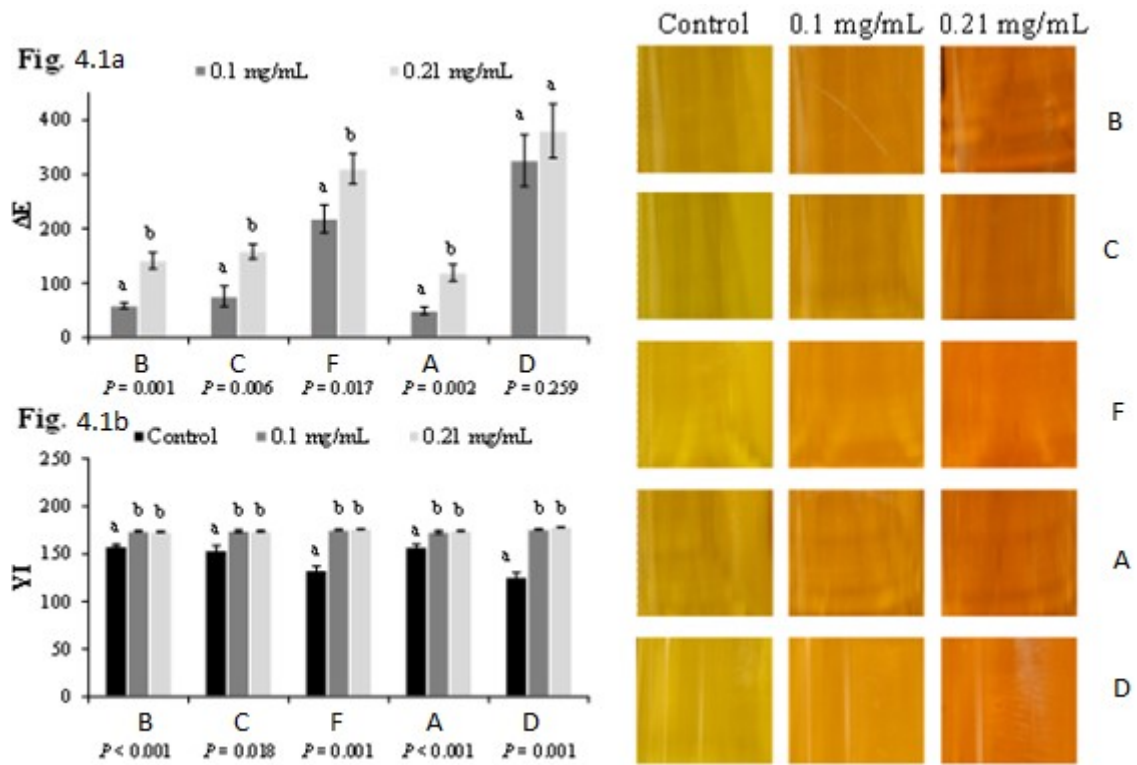 Fig. 4.1a
0.1 mg/mL 0.21 mg/mL
ΔE
400
300
200
100
0
a b a b a b a b a a
B C F A D
P = 0.001 P = 0.006 P = 0.017 P = 0.002 P = 0.259
Fig. 4.1b
Control 0.1 mg/mL 0.21 mg/mL
YI
250
200
150
100
50
0
a b b a b b a b b a b b a b b
B C F A D
P < 0.001 P = 0.018 P = 0.001 P < 0.001 P = 0.001
Control 0.1 mg/mL 0.21 mg/mL
B
C
F
A
D